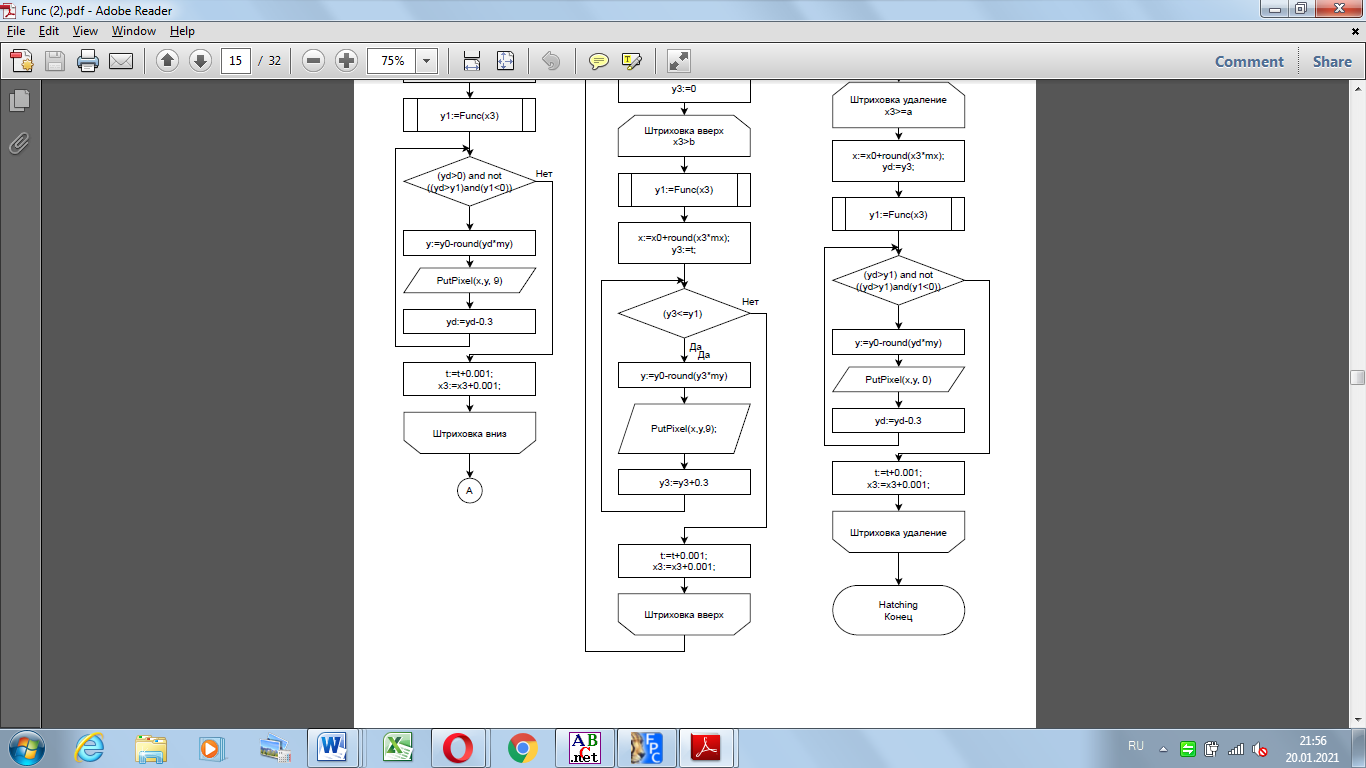 Func (2).pdf - Adobe Reader
File Edit View Window Help
15 / 32
75%
Comment Share
y1:=Func(x3)
(yd>0) and not
((yd>y1)and(y1<0))
Нет
y:=y0-round(yd*my)
PutPixel(x,y, 9)
yd:=yd-0.3
t:=t+0.001;
x3:=x3+0.001;
Штриховка вниз
A
y3:=0
Штриховка вверх
x3>b
y1:=Func(x3)
x:=x0+round(x3*mx);
y3:=t;
(y3<=y1)
Нет
Да
Да
y:=y0-round(y3*my)
PutPixel(x,y,9);
y3:=y3+0.3
t:=t+0.001;
x3:=x3+0.001;
Штриховка вверх
Штриховка удаление
x3>=a
x:=x0+round(x3*mx);
yd:=y3;
y1:=Func(x3)
(yd>y1) and not
((yd>y1)and(y1<0))
y:=y0-round(yd*my)
PutPixel(x,y, 0)
yd:=yd-0.3
t:=t+0.001;
x3:=x3+0.001;
Штриховка удаление
Hatching
Конец
ABC
.net
FPC
RU
21:56
20.01.2021